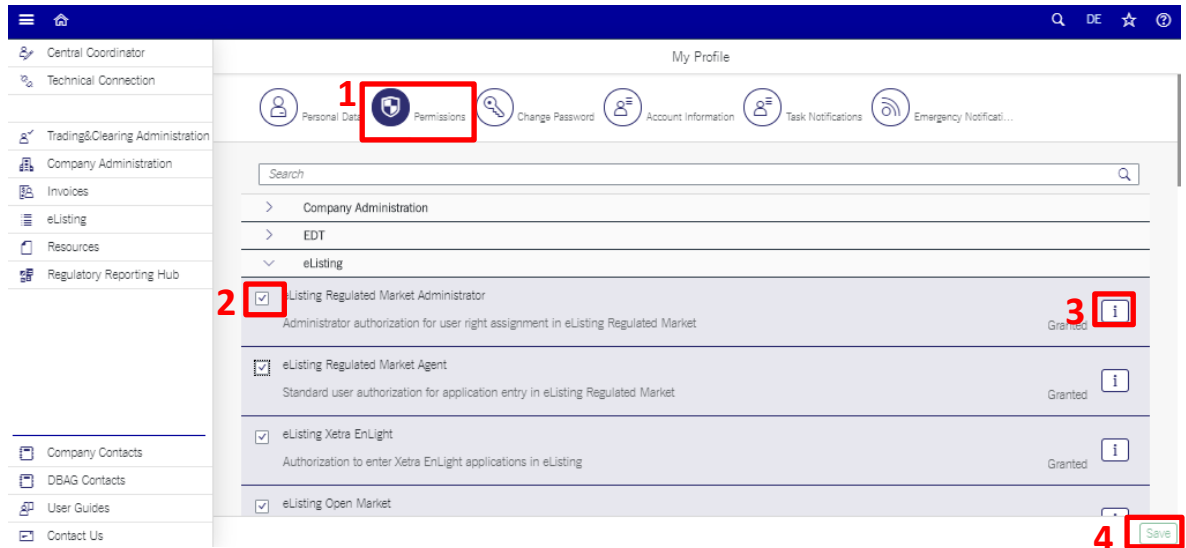 DE
Central Coordinator
Technical Connection
Trading&Clearing Administration
Company Administration
Invoices
eListing
Resources
Regulatory Reporting Hub
Company Contacts
DBAG Contacts
User Guides
Contact Us
My Profile
1
Personal Data
Permissions
Change Password
Account Information
Task Notifications
Emergency Notificati...
Search
Company Administration
EDT
eListing
2
eListing Regulated Market Administrator
Administrator authorization for user right assignment in eListing Regulated Market
Granted
3
i
eListing Regulated Market Agent
Standard user authorization for application entry in eListing Regulated Market
Granted
i
eListing Xetra EnLight
Authorization to enter Xetra EnLight applications in eListing
Granted
i
eListing Open Market
4
Save